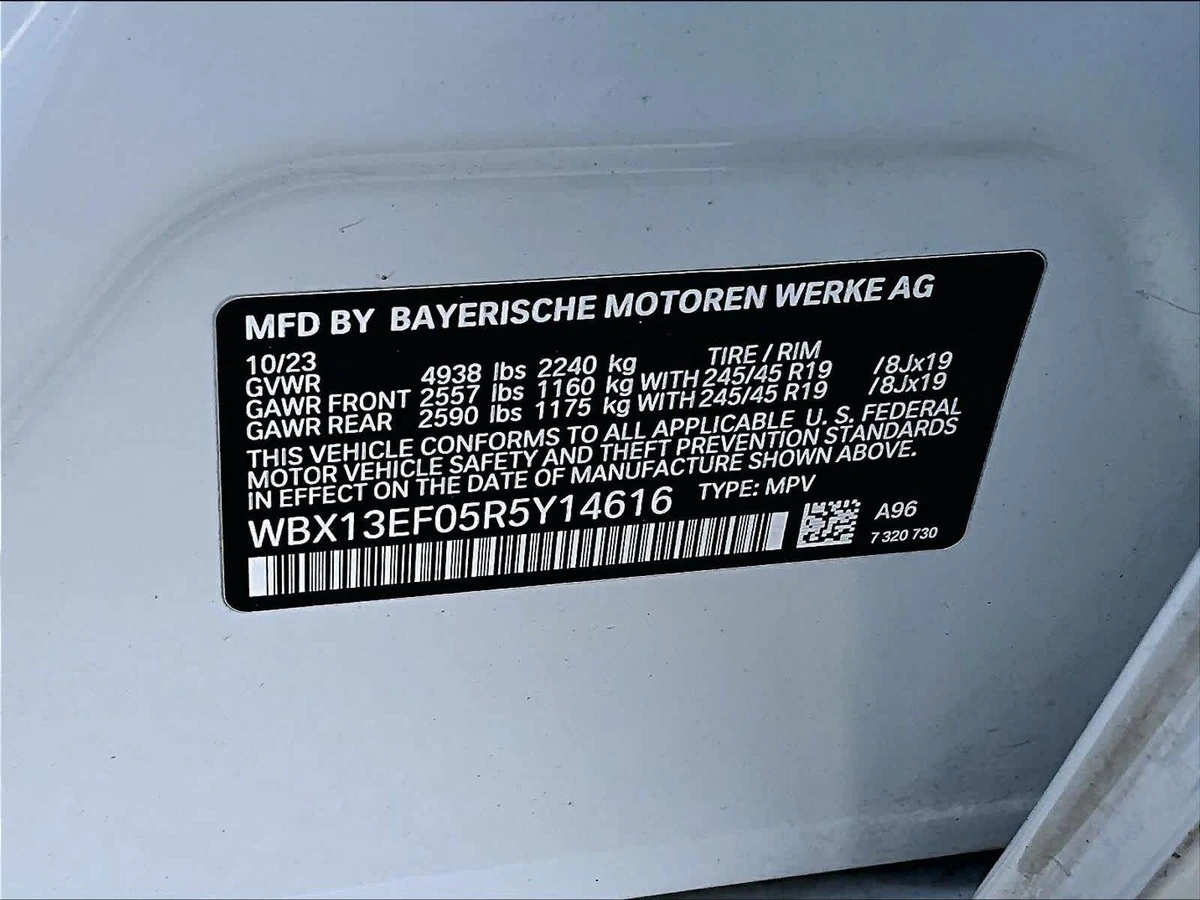 MFD BY BAYERISCHE MOTOREN WERKE AG
10/23 TIRE / RIM
GVWR 4938 lbs 2240 kg
GAWR FRONT 2557 lbs 1160 kg WITH 245/45 R19 /8Jx19
GAWR REAR 2590 lbs 1175 kg WITH 245/45 R19 /8Jx19
THIS VEHICLE CONFORMS TO ALL APPLICABLE U. S. FEDERAL
MOTOR VEHICLE SAFETY AND THEFT PREVENTION STANDARDS
IN EFFECT ON THE DATE OF MANUFACTURE SHOWN ABOVE.
WBX13EF05R5Y14616 TYPE: MPV
A96
7 320 730